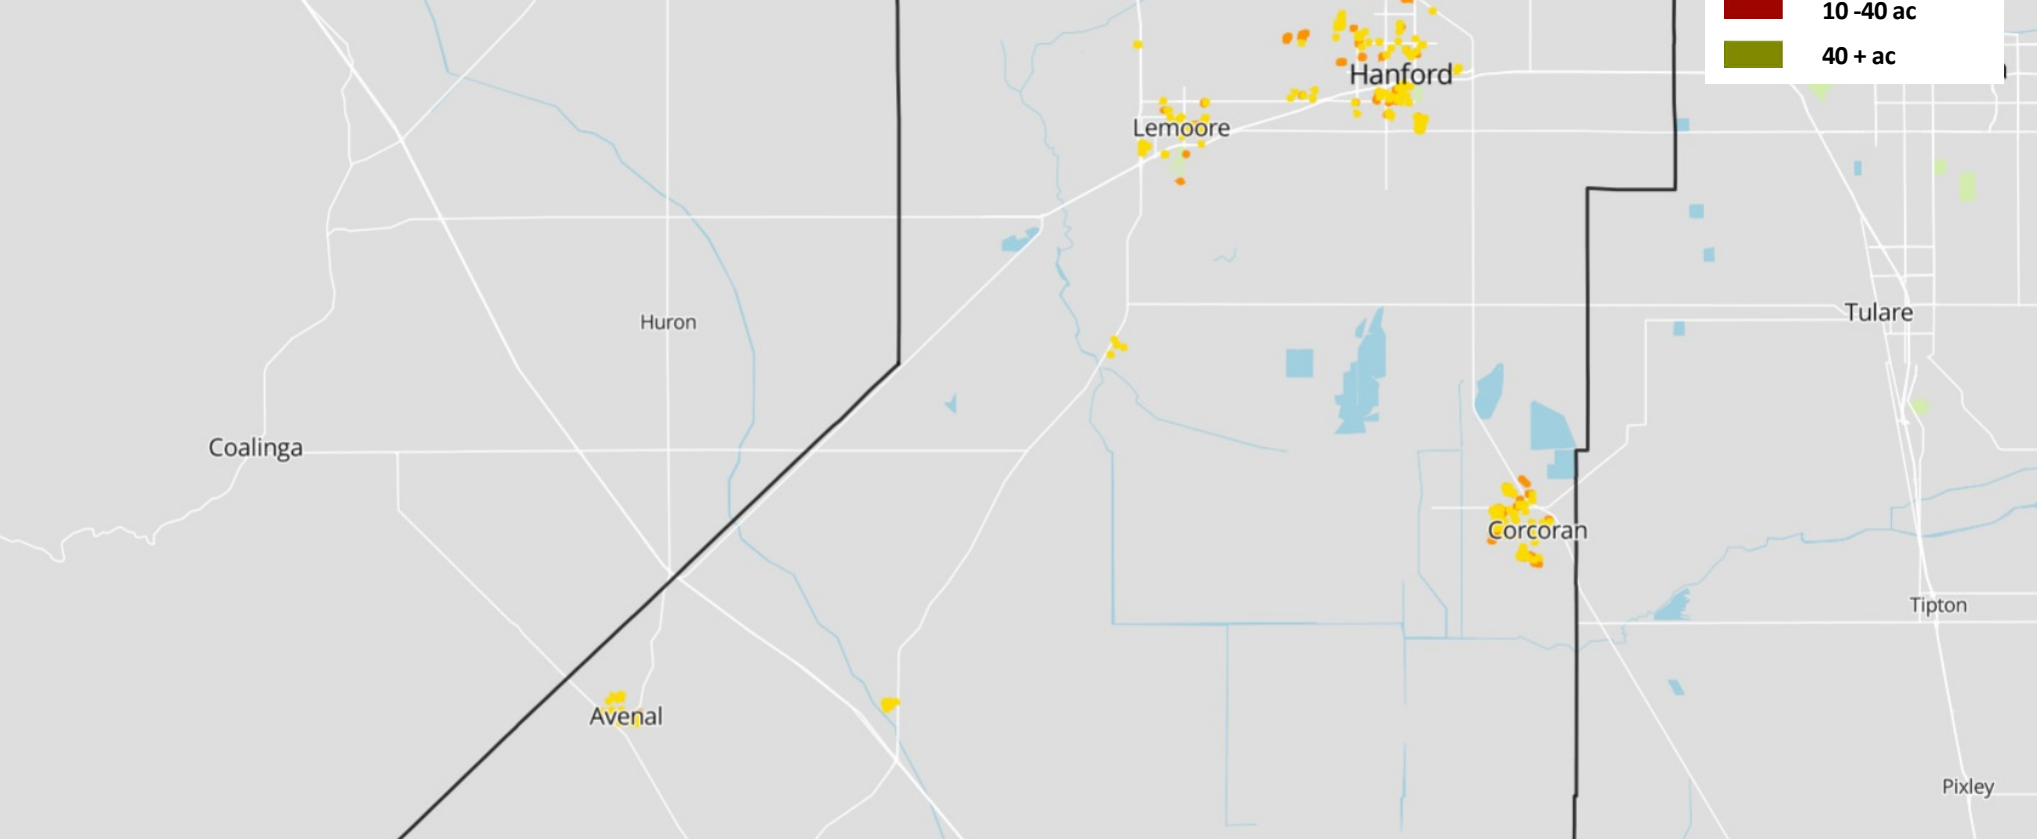 10 -40 ac
40 + ac
Hanford
Lemoore
Tulare
Huron
Coalinga
Corcoran
Tipton
Avenal
Pixley